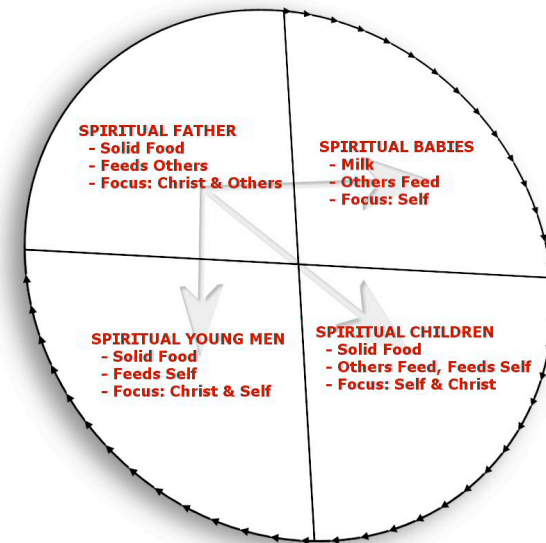 SPIRITUAL FATHER
- Solid Food
- Feeds Others
- Focus: Christ & Others
SPIRITUAL BABIES
- Milk
- Others Feed
- Focus: Self
SPIRITUAL YOUNG MEN
- Solid Food
- Feeds Self
- Focus: Christ & Self
SPIRITUAL CHILDREN
- Solid Food
- Others Feed, Feeds Self
- Focus: Self & Christ